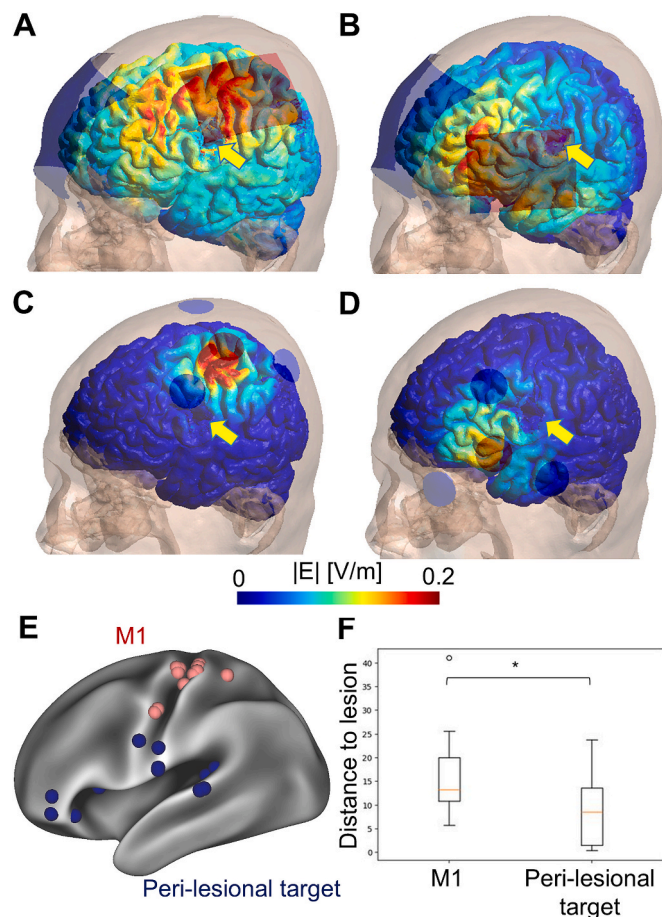 A
B
C
D
|E| [V/m]
0
0.2
E
M1
Peri-lesional target
F
Distance to lesion
40
35
30
25
20
15
10
5
0
*
M1
Peri-lesional
target